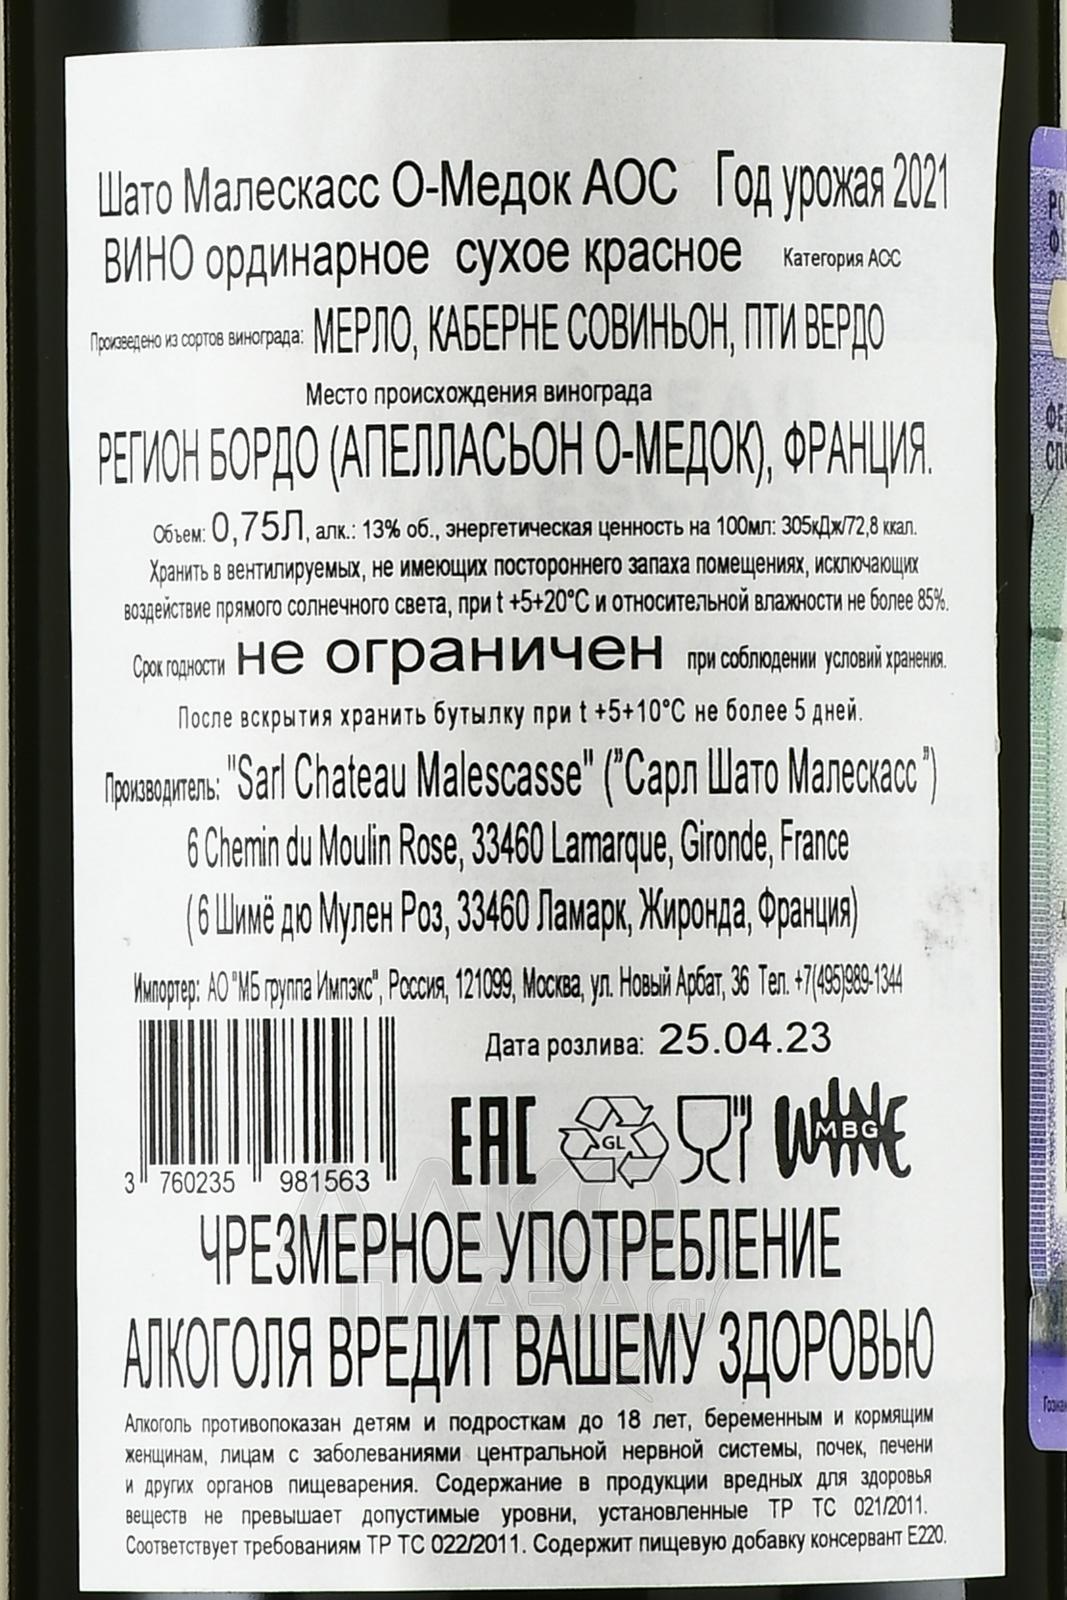 Шато Малескасс О-Медок АОС Год урожая 2021
ВИНО ординарное сухое красное Категория АОС
Произведено из сортов винограда: МЕРЛО, КАБЕРНЕ СОВИНЬОН, ПТИ ВЕРДО
Место происхождения винограда
РЕГИОН БОРДО (АПЕЛЛАСЬОН О-МЕДОК), ФРАНЦИЯ.
Объем: 0,75Л, алк.: 13% об., энергетическая ценность на 100мл: 305кДж/72,8 ккал.
Хранить в вентилируемых, не имеющих постороннего запаха помещениях, исключающих
воздействие прямого солнечного света, при t +5+20°C и относительной влажности не более 85%.
Срок годности не ограничен при соблюдении условий хранения.
После вскрытия хранить бутылку при t +5+10°C не более 5 дней.
Производитель: "Sarl Chateau Malescasse" ("Сарл Шато Малескасс")
6 Chemin du Moulin Rose, 33460 Lamarque, Gironde, France
(6 Шимё дю Мулен Роз, 33460 Ламарк, Жиронда, Франция)
Импортер: АО "МБ группа Импэкс", Россия, 121099, Москва, ул. Новый Арбат, 36 Тел. +7(495)989-1344
Дата розлива: 25.04.23
EAC GL WINE MBG
3 760235 981563
ЧРЕЗМЕРНОЕ УПОТРЕБЛЕНИЕ
АЛКОГОЛЯ ВРЕДИТ ВАШЕМУ ЗДОРОВЬЮ
Алкоголь противопоказан детям и подросткам до 18 лет, беременным и кормящим
женщинам, лицам с заболеваниями центральной нервной системы, почек, печени
и других органов пищеварения. Содержание в продукции вредных для здоровья
веществ не превышает допустимые уровни, установленные ТР ТС 021/2011.
Соответствует требованиям ТР ТС 022/2011. Содержит пищевую добавку консервант Е220.
АЛКО
ПЛАЗА.ru